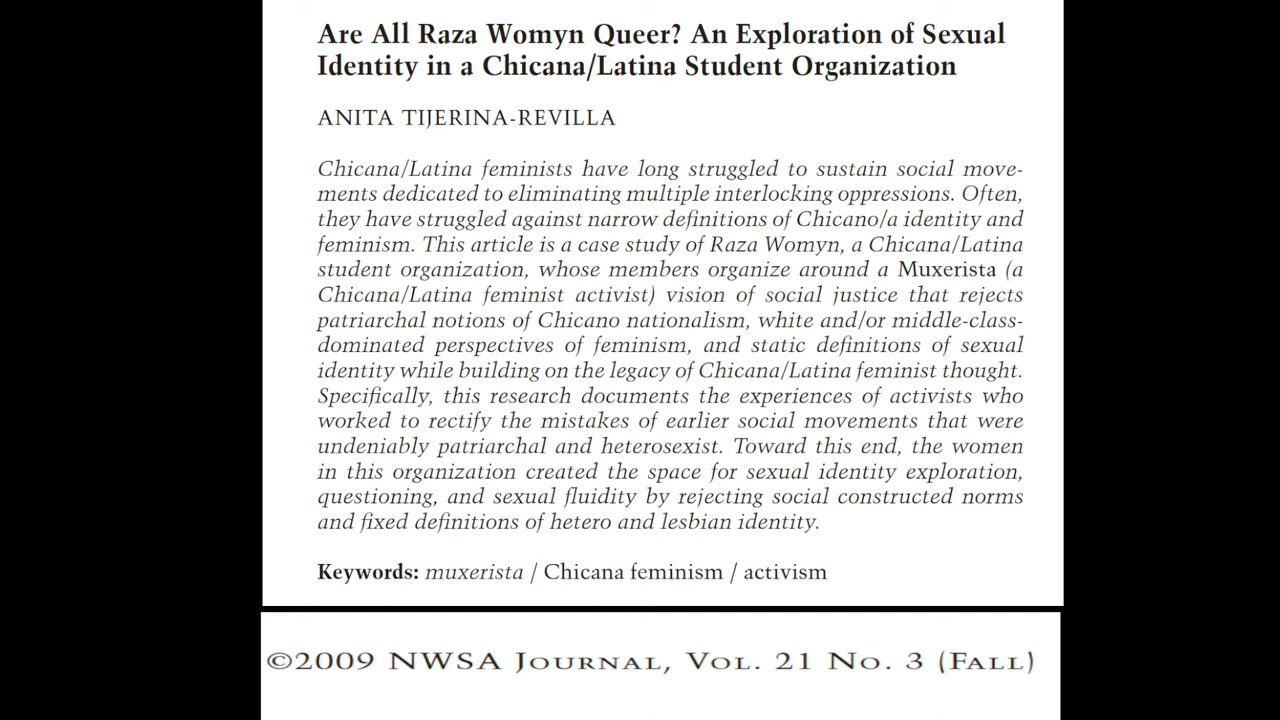 Are All Raza Womyn Queer? An Exploration of Sexual
Identity in a Chicana/Latina Student Organization
ANITA TIJERINA-REVILLA
Chicana/Latina feminists have long struggled to sustain social move-
ments dedicated to eliminating multiple interlocking oppressions. Often,
they have struggled against narrow definitions of Chicano/a identity and
feminism. This article is a case study of Raza Womyn, a Chicana/Latina
student organization, whose members organize around a Muxerista (a
Chicana/Latina feminist activist) vision of social justice that rejects
patriarchal notions of Chicano nationalism, white and/or middle-class-
dominated perspectives of feminism, and static definitions of sexual
identity while building on the legacy of Chicana/Latina feminist thought.
Specifically, this research documents the experiences of activists who
worked to rectify the mistakes of earlier social movements that were
undeniably patriarchal and heterosexist. Toward this end, the women
in this organization created the space for sexual identity exploration,
questioning, and sexual fluidity by rejecting social constructed norms
and fixed definitions of hetero and lesbian identity.
Keywords: muxerista / Chicana feminism / activism
©2009 NWSA Journal, Vol. 21 No. 3 (Fall)